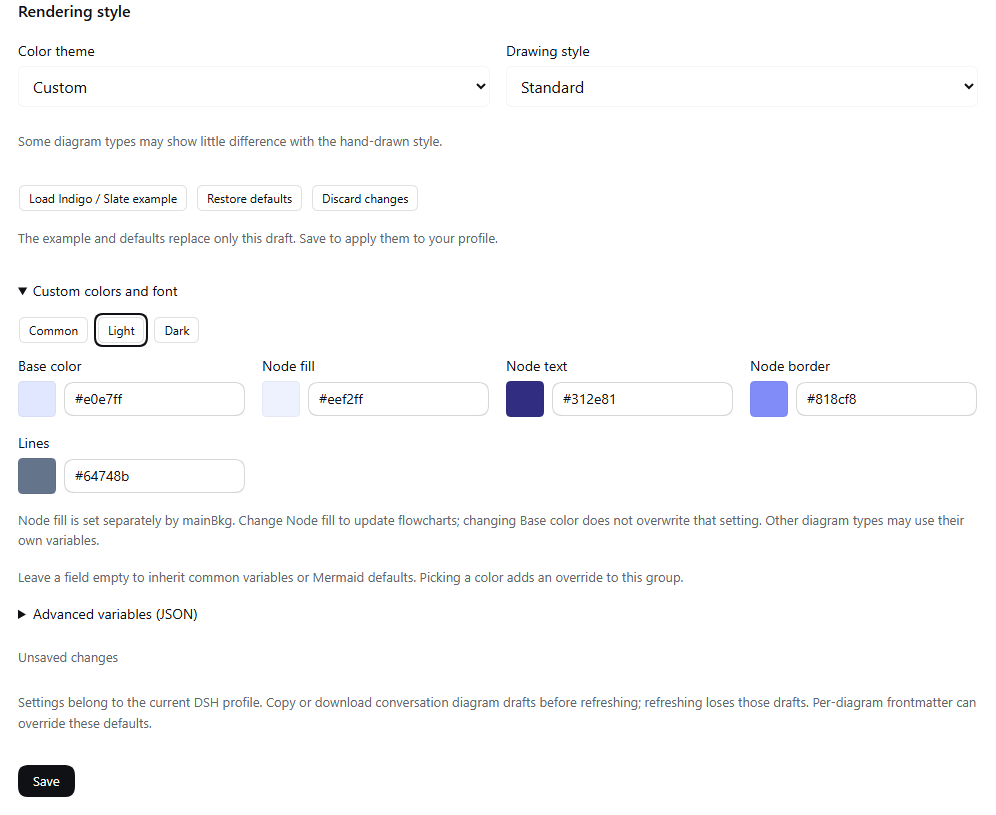 Rendering style
Color theme
Drawing style
Custom
Standard
Some diagram types may show little difference with the hand-drawn style.
Load Indigo / Slate example
Restore defaults
Discard changes
The example and defaults replace only this draft. Save to apply them to your profile.
Custom colors and font
Common
Light
Dark
Base color
Node fill
Node text
Node border
#e0e7ff
#eef2ff
#312e81
#818cf8
Lines
#64748b
Node fill is set separately by mainBkg. Change Node fill to update flowcharts; changing Base color does not overwrite that setting. Other diagram types may use their
own variables.
Leave a field empty to inherit common variables or Mermaid defaults. Picking a color adds an override to this group.
Advanced variables (JSON)
Unsaved changes
Settings belong to the current DSH profile. Copy or download conversation diagram drafts before refreshing; refreshing loses those drafts. Per-diagram frontmatter can
override these defaults.
Save